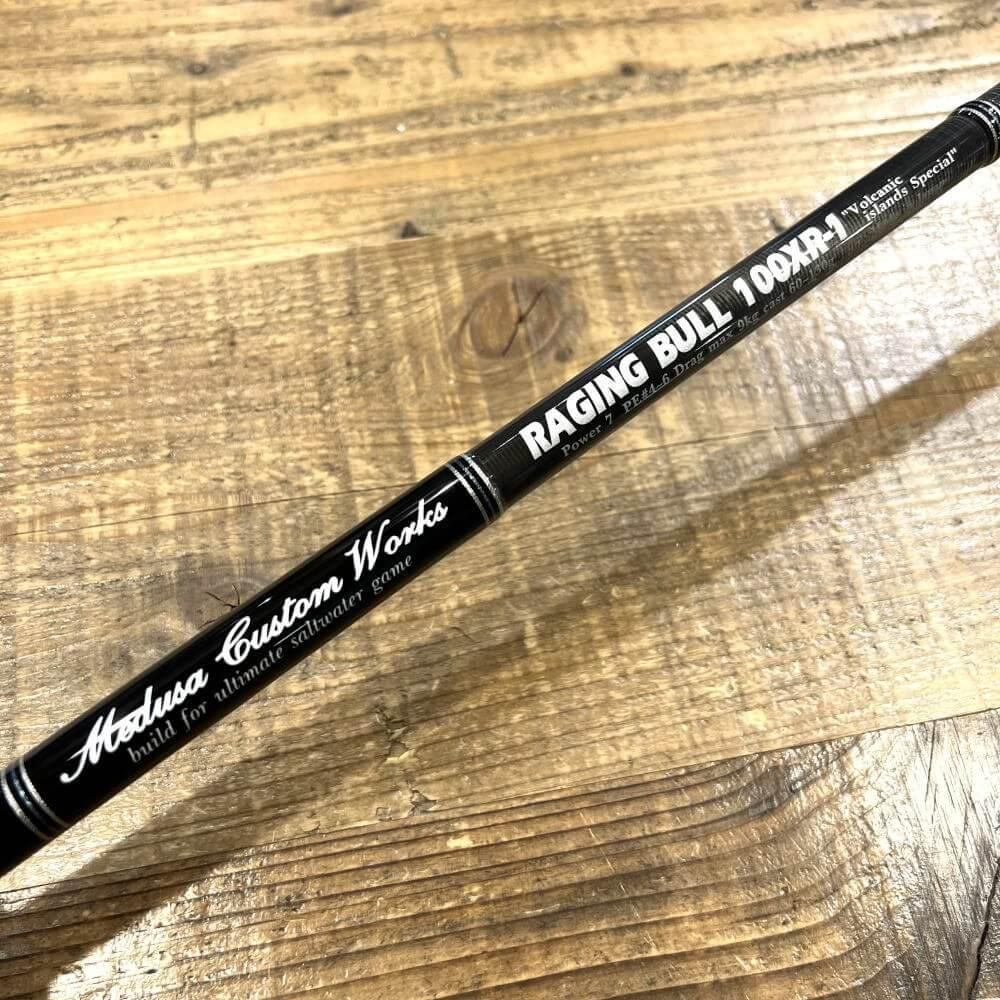 Medusa Custom Works
build for ultimate saltwater game
RAGING BULL 100XR-1
"Volcanic
islands Special"
Power 7 PE#4-6 Drag max 9kg cast